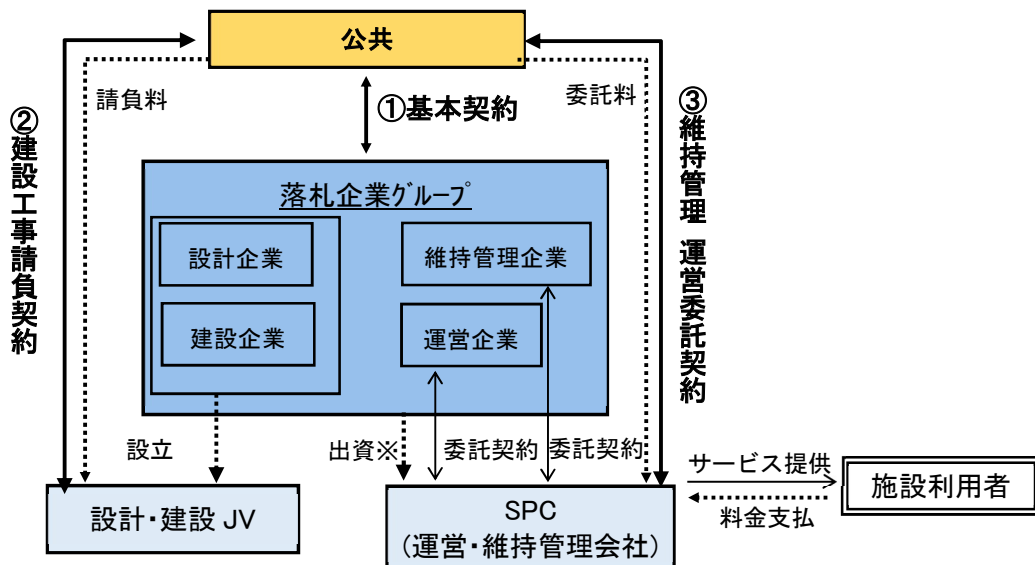 公共
請負料
①基本契約
委託料
②建設工事請負契約
③維持管理 運営委託契約
落札企業ｸﾞﾙｰﾌﾟ
設計企業
維持管理企業
建設企業
運営企業
設立
出資※
委託契約
委託契約
サービス提供
料金支払
施設利用者
設計・建設 JV
SPC
（運営・維持管理会社）